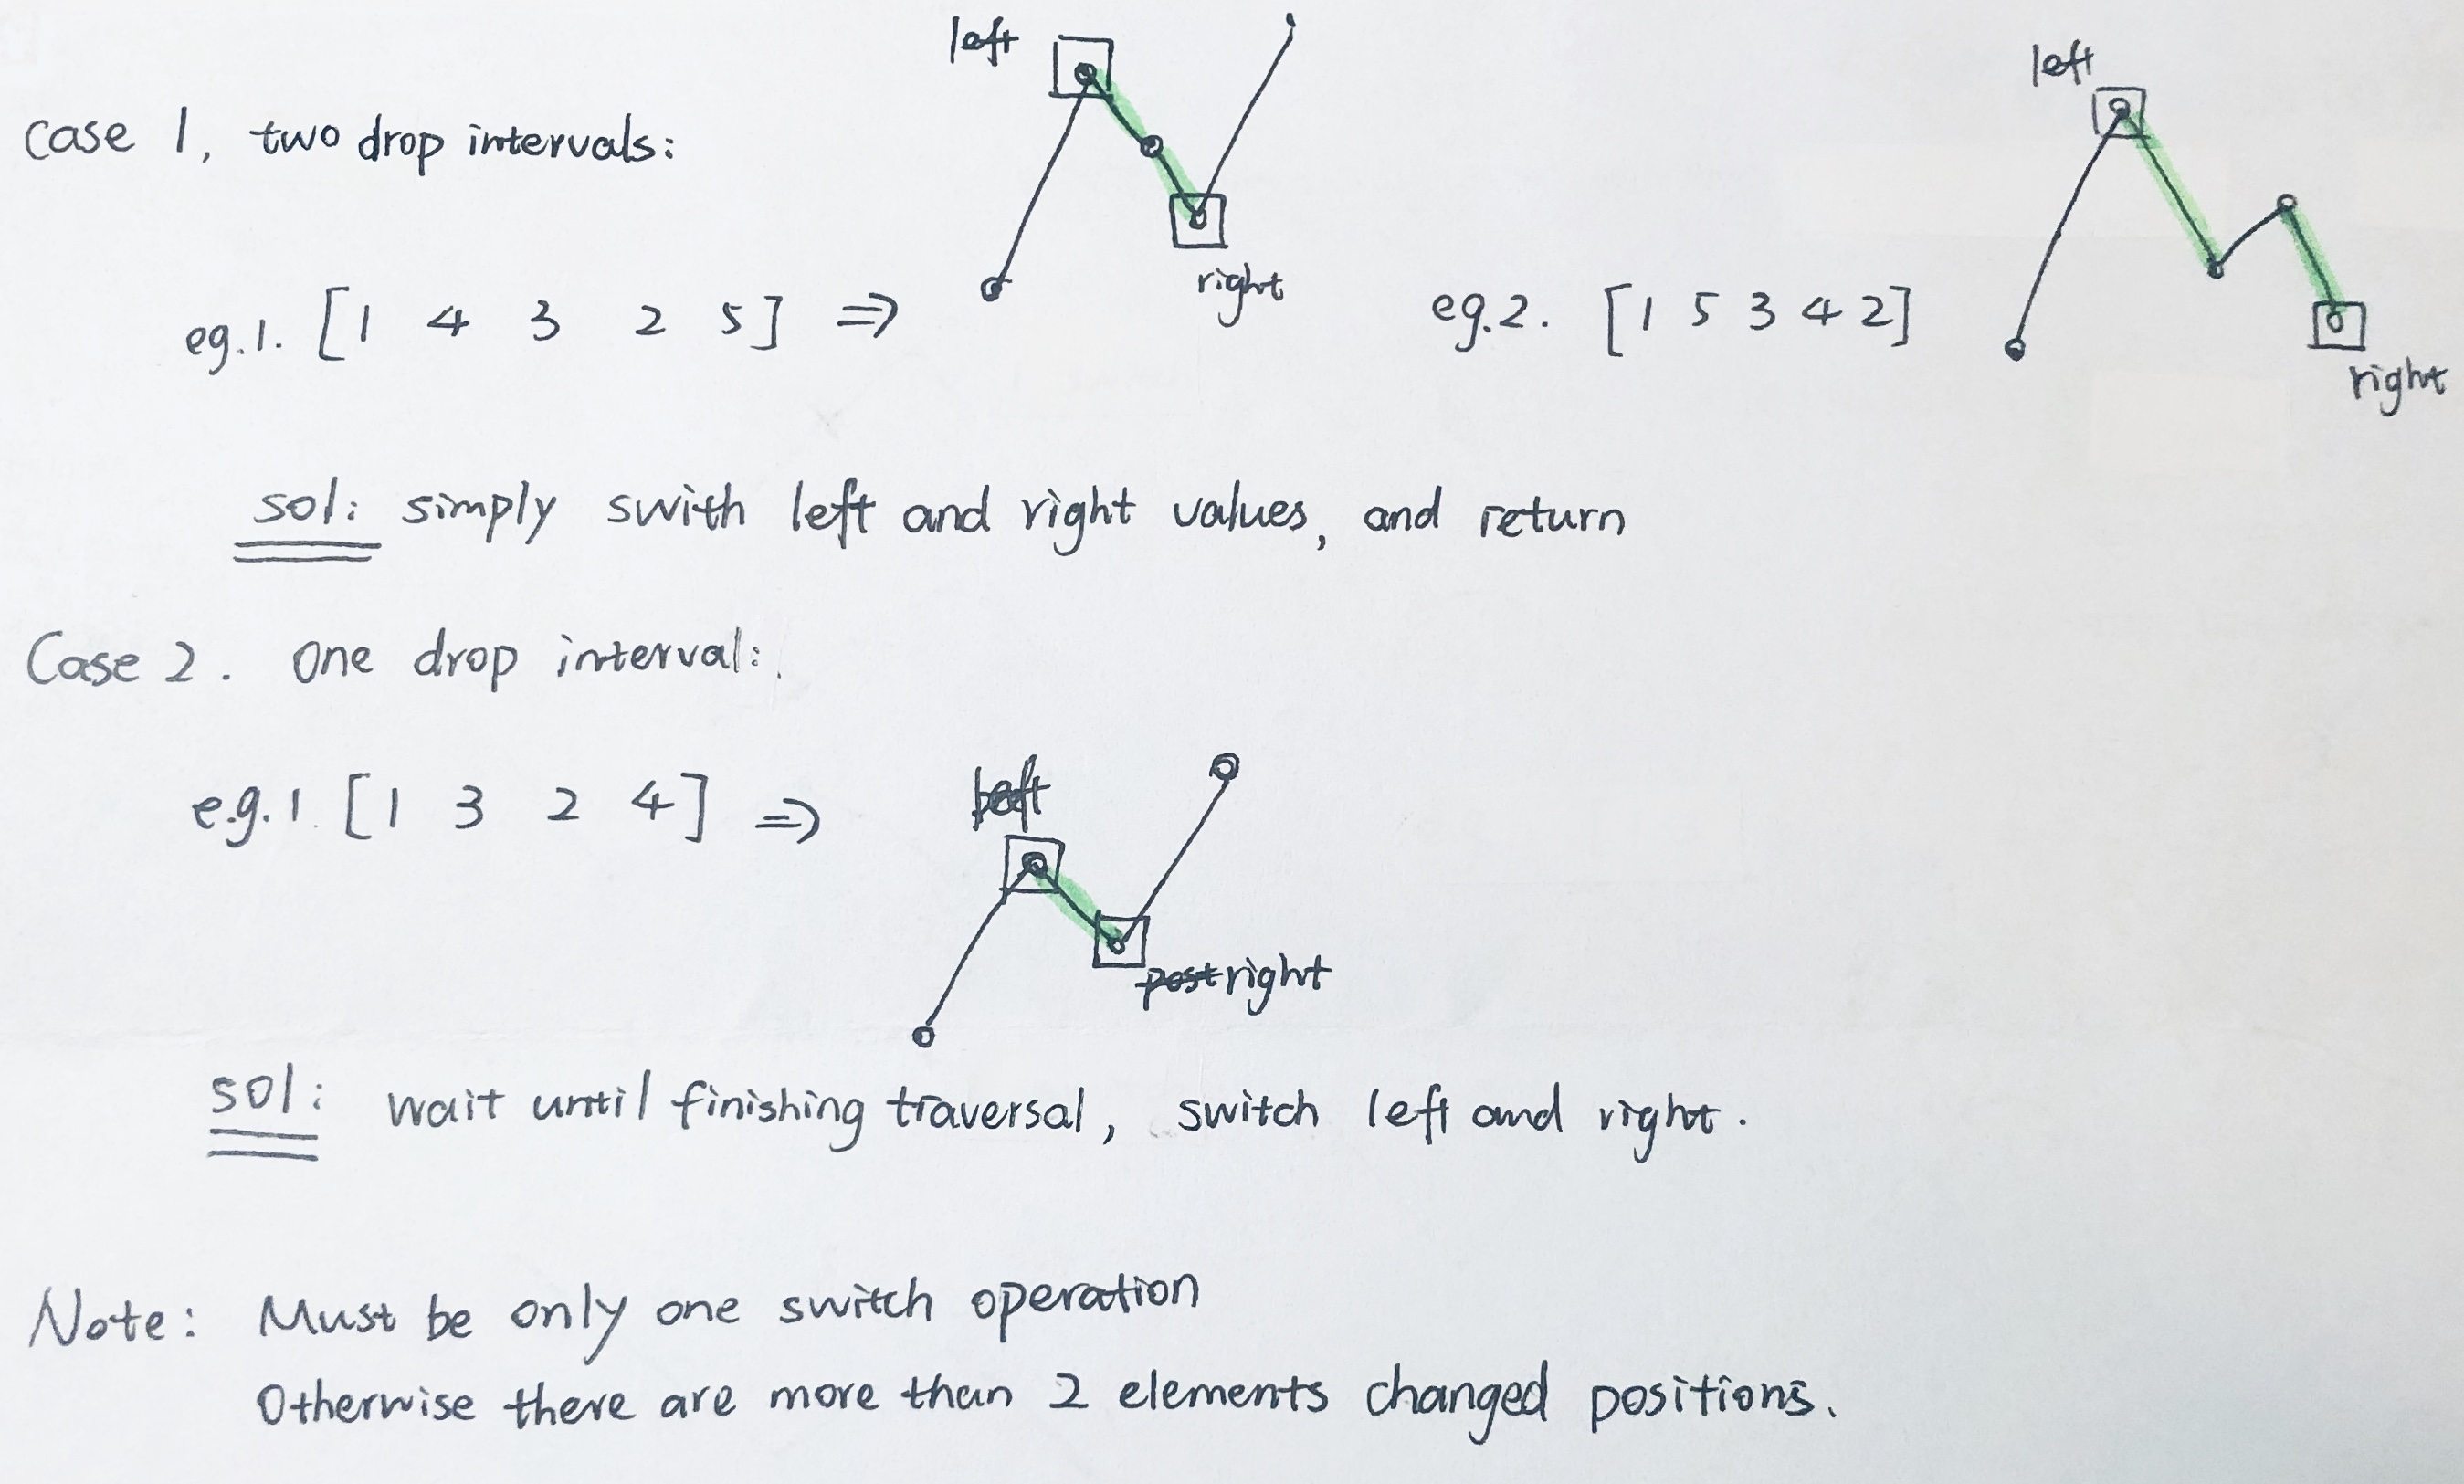 left
left
case 1, two drop intervals:
right
eg.1. [1 4 3 2 5] ⇒
eg.2. [1 5 3 4 2]
right
sol: simply swith left and right values, and return
Case 2. One drop interval:
left
e.g.1. [1 3 2 4] ⇒
post right
sol: wait until finishing traversal, switch left and right.
Note: Must be only one switch operation
Otherwise there are more than 2 elements changed positions.